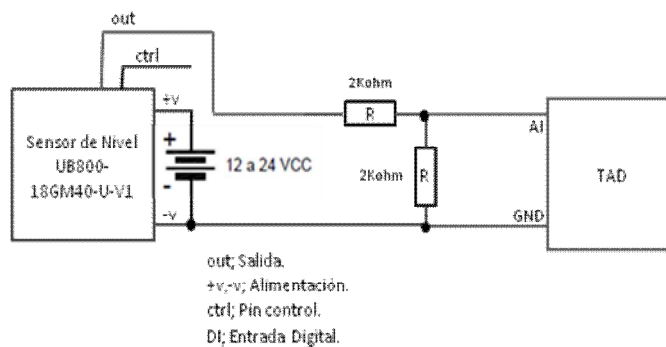 out
ctrl
+v
Sensor de Nivel
UB800-
18GM40-U-V1
+
-
12 a 24 VCC
-v
2Kohm
R
2Kohm
R
AI
GND
TAD
out; Salida.
+v,-v; Alimentación.
ctrl; Pin control.
DI; Entrada Digital.